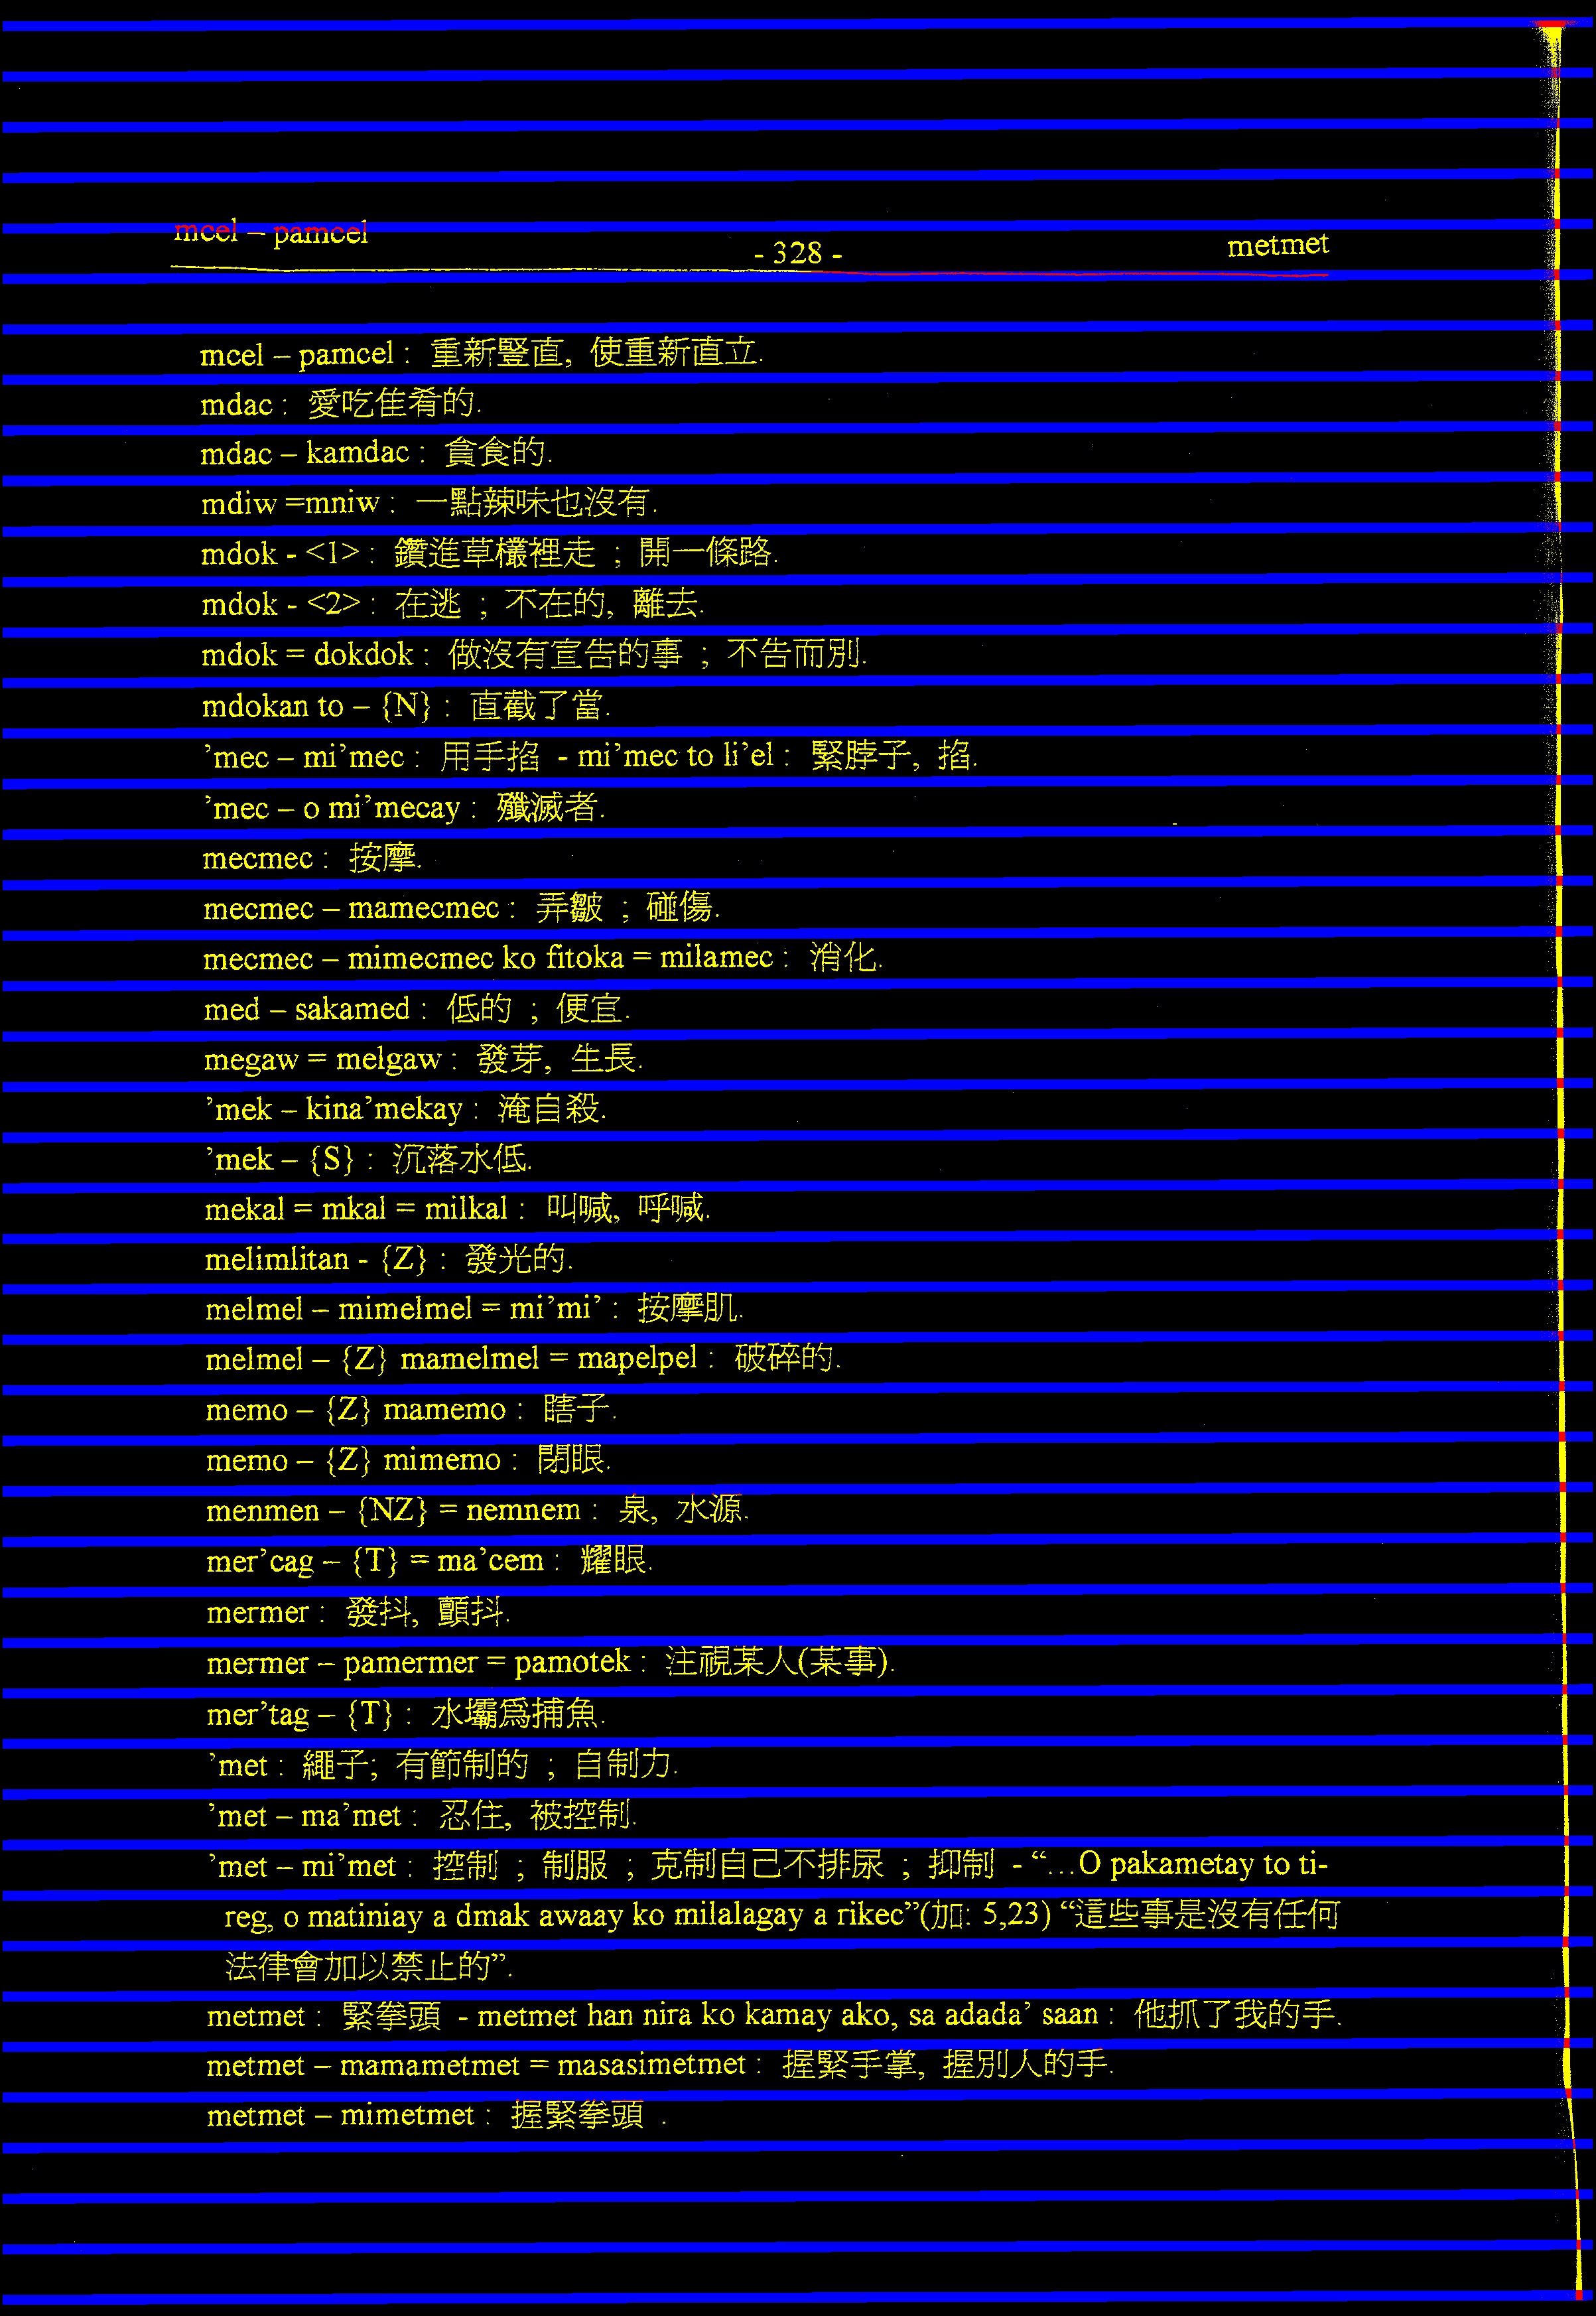 mcel – pamcel
- 328 -
metmet
mcel – pamcel : 重新豎直, 使重新直立.
mdac : 愛吃佳肴的.
mdac – kamdac : 貪食的.
mdiw =mniw : 一點辣味也沒有.
mdok - <1> : 鑽進草欉裡走 ; 開一條路.
mdok - <2> : 在逃 ; 不在的, 離去.
mdok = dokdok : 做沒有宣告的事 ; 不告而別.
mdokan to – {N} : 直截了當.
’mec – mi’mec : 用手掐 - mi’mec to li’el : 緊脖子, 掐.
’mec – o mi’mecay : 殲滅者.
mecmec : 按摩.
mecmec – mamecmec : 弄皺 ; 碰傷.
mecmec – mimecmec ko fitoka = milamec : 消化.
med – sakamed : 低的 ; 便宜.
megaw = melgaw : 發芽, 生長.
’mek – kina’mekay : 淹自殺.
’mek – {S} : 沉落水低.
mekal = mkal = milkal : 叫喊, 呼喊.
melimlitan - {Z} : 發光的.
melmel – mimelmel = mi’mi’ : 按摩肌.
melmel – {Z} mamelmel = mapelpel : 破碎的.
memo – {Z} mamemo : 瞎子.
memo – {Z} mimemo : 閉眼.
menmen – {NZ} = nemnem : 泉, 水源.
mer’cag – {T} = ma’cem : 耀眼.
mermer : 發抖, 顫抖.
mermer – pamermer = pamotek : 注視某人(某事).
mer’tag – {T} : 水壩爲捕魚.
’met : 繩子; 有節制的 ; 自制力.
’met – ma’met : 忍住, 被控制.
’met – mi’met : 控制 ; 制服 ; 克制自己不排尿 ; 抑制 - “…O pakametay to ti-
reg, o matiniay a dmak awaay ko milalagay a rikec”(加: 5,23) “這些事是沒有任何
法律會加以禁止的”.
metmet : 緊拳頭 - metmet han nira ko kamay ako, sa adada’ saan : 他抓了我的手.
metmet – mamametmet = masasimetmet : 握緊手掌, 握別人的手.
metmet – mimetmet : 握緊拳頭 .